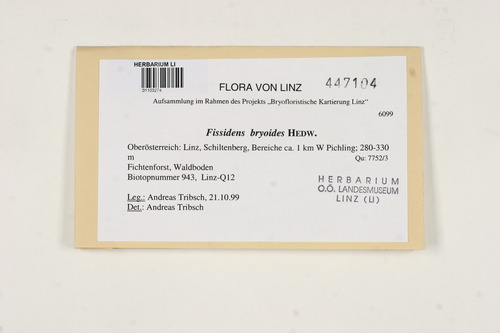 HERBARIUM LI
FLORA VON LINZ
447104
Aufsammlung im Rahmen des Projekts „Bryofloristische Kartierung Linz“
6099
Fissidens bryoides HEDW.
Oberösterreich: Linz, Schiltenberg, Bereiche ca. 1 km W Pichling; 280-330
m
Qu: 7752/3
Fichtenforst, Waldboden
Biotopnummer 943, Linz-Q12
HERBARIUM
O.Ö. LANDESMUSEUM
LINZ (LI)
Leg.: Andreas Tribsch, 21.10.99
Det.: Andreas Tribsch